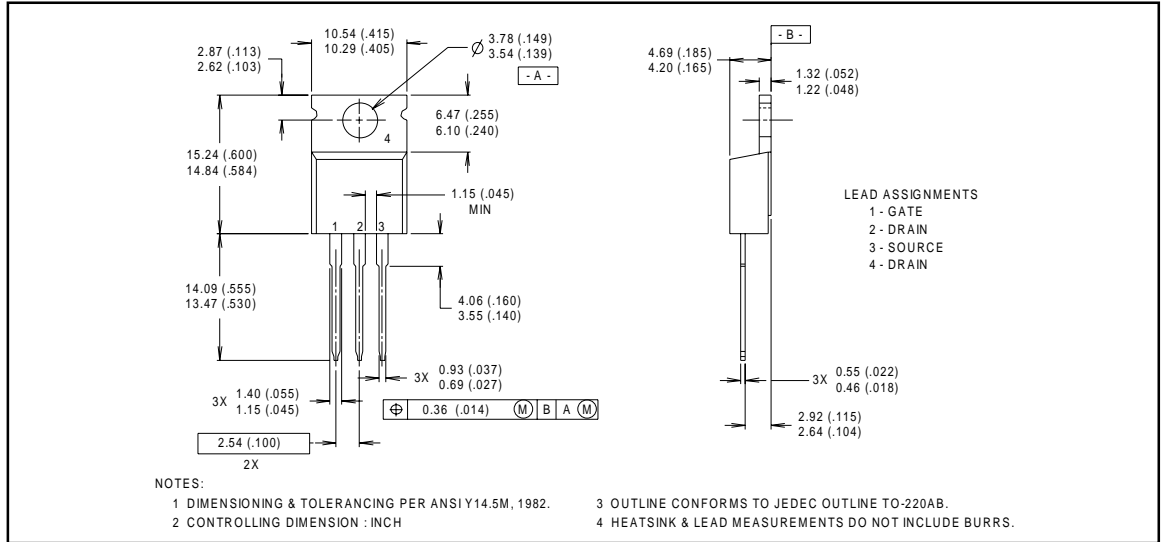 10.54 (.415)
10.29 (.405)
2.87 (.113)
2.62 (.103)
Ø 3.78 (.149)
3.54 (.139)
- A -
6.47 (.255)
6.10 (.240)
4
15.24 (.600)
14.84 (.584)
1.15 (.045)
MIN
1 2 3
14.09 (.555)
13.47 (.530)
4.06 (.160)
3.55 (.140)
3X 0.93 (.037)
0.69 (.027)
3X 1.40 (.055)
1.15 (.045)
⌖ 0.36 (.014) Ⓜ B A Ⓜ
2.54 (.100)
2X
- B -
4.69 (.185)
4.20 (.165)
1.32 (.052)
1.22 (.048)
LEAD ASSIGNMENTS
1 - GATE
2 - DRAIN
3 - SOURCE
4 - DRAIN
3X 0.55 (.022)
0.46 (.018)
2.92 (.115)
2.64 (.104)
NOTES:
1 DIMENSIONING & TOLERANCING PER ANSI Y14.5M, 1982.
2 CONTROLLING DIMENSION : INCH
3 OUTLINE CONFORMS TO JEDEC OUTLINE TO-220AB.
4 HEATSINK & LEAD MEASUREMENTS DO NOT INCLUDE BURRS.